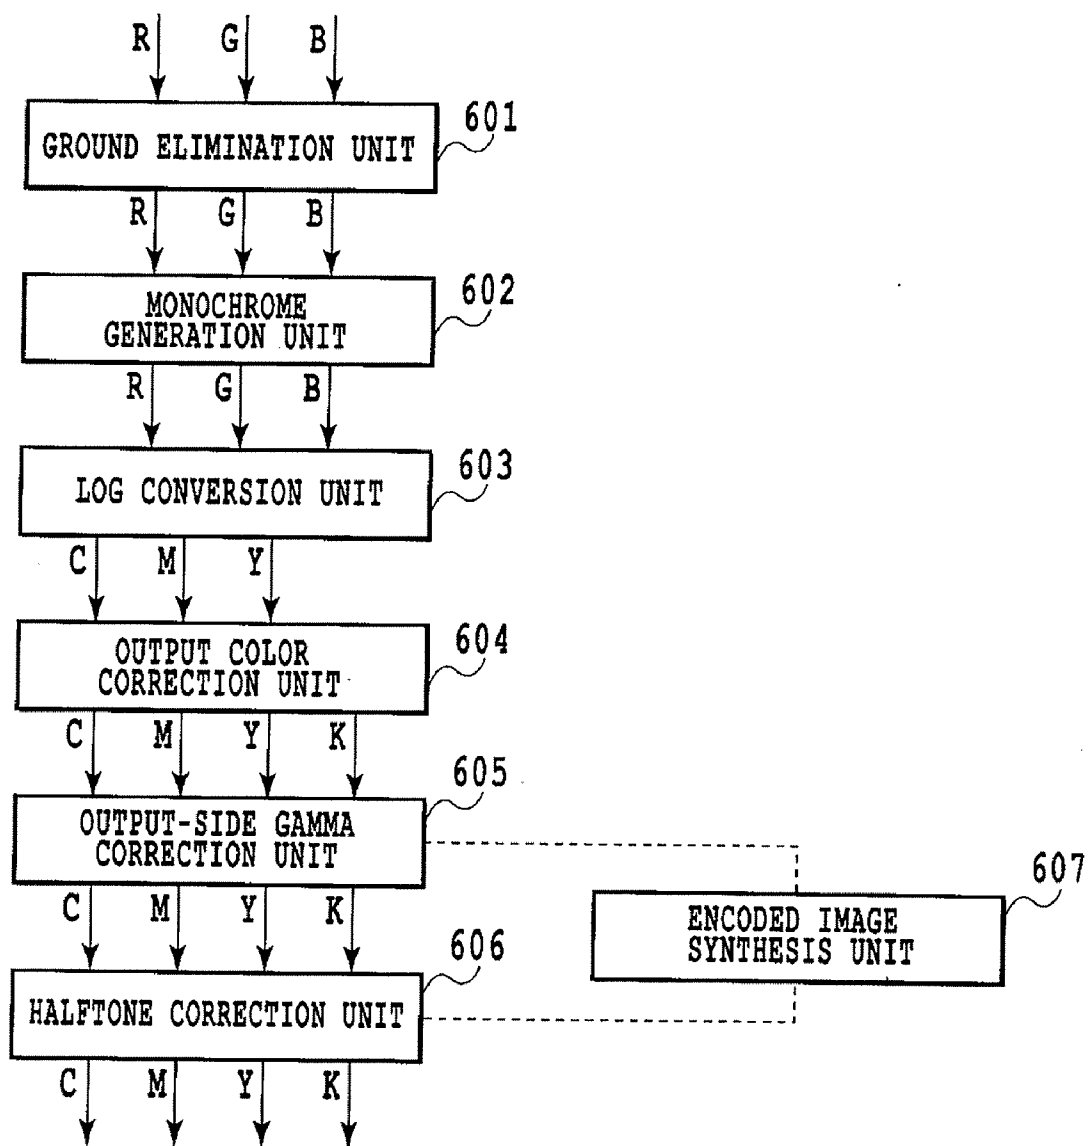 R G B
601
GROUND ELIMINATION UNIT
R G B
602
MONOCHROME
GENERATION UNIT
R G B
603
LOG CONVERSION UNIT
C M Y
604
OUTPUT COLOR
CORRECTION UNIT
C M Y K
605
OUTPUT-SIDE GAMMA
CORRECTION UNIT
C M Y K
607
ENCODED IMAGE
SYNTHESIS UNIT
606
HALFTONE CORRECTION UNIT
C M Y K